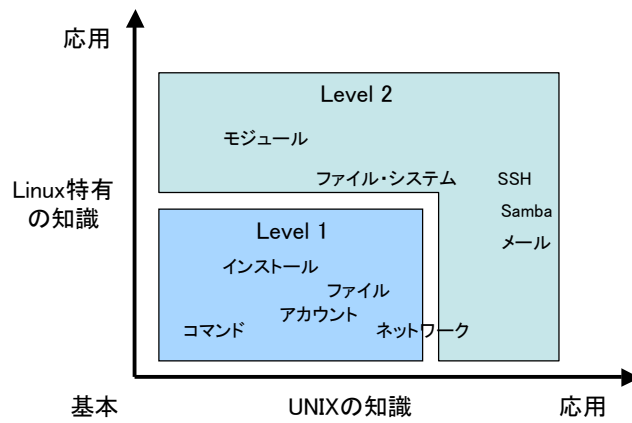 応用
Level 2
モジュール
ファイル・システム
SSH
Linux特有
の知識
Samba
メール
Level 1
インストール
ファイル
アカウント
コマンド
ネットワーク
基本
UNIXの知識
応用